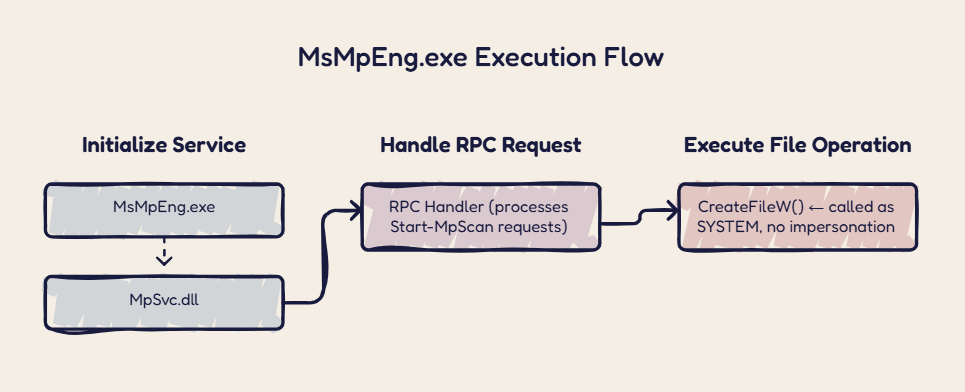 MsMpEng.exe Execution Flow
Initialize Service
MsMpEng.exe
MpSvc.dll
Handle RPC Request
RPC Handler (processes
Start-MpScan requests)
Execute File Operation
CreateFileW() ← called as
SYSTEM, no impersonation